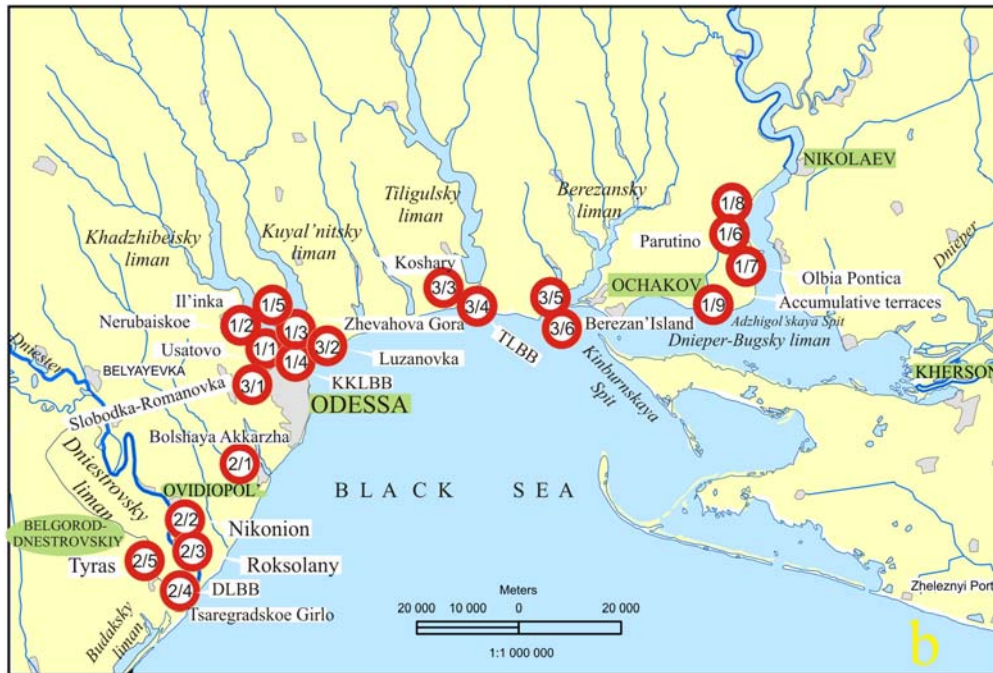 NIKOLAEV
1/8
1/6
Parutino
1/7
Olbia Pontica
OCHAKOV
1/9
Accumulative terraces
Adzhigol'skaya Spit
Dnieper-Bugsky liman
Dnieper
KHERSON
Berezansky
liman
Tiligulsky
liman
Koshary
3/3
3/4
TLBB
3/5
3/6
Berezan'Island
Kinburnskaya
Spit
Khadzhibeisky
liman
Kuyal'nitsky
liman
Il'inka
1/5
Nerubaiskoe
1/2
1/3
Zhevahova Gora
Usatovo
1/1
3/2
Luzanovka
1/4
KKLBB
Slobodka-Romanovka
3/1
ODESSA
Dniester
BELYAYEVKA
Bolshaya Akkarzha
2/1
Dniestrovsky
liman
OVIDIOPOL'
BLACK SEA
2/2
Nikonion
BELGOROD-
DNESTROVSKIY
2/3
Roksolany
Tyras
2/5
2/4
DLBB
Tsaregradskoe Girlo
Budaksky
liman
Zheleznyi Port
Meters
20 000 10 000 0 20 000
1:1 000 000
b